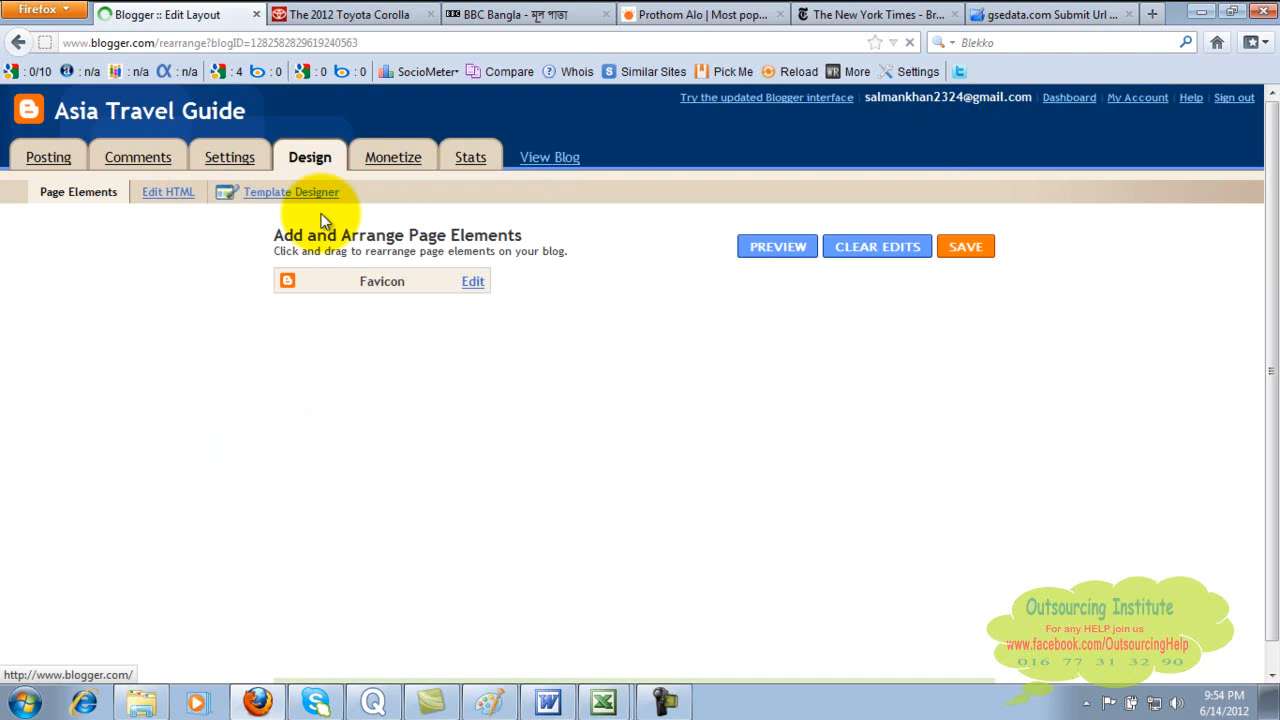 Firefox
Blogger :: Edit Layout
The 2012 Toyota Corolla
BBC Bangla - মূল পাতা
Prothom Alo | Most pop...
The New York Times - Br...
gsedata.com Submit Url ...
www.blogger.com/rearrange?blogID=1282582829619240563
Blekko
: 0/10 : n/a : n/a : n/a : 4 : 0 : 0 : 0 SocioMeter Compare Whois Similar Sites Pick Me Reload More Settings
Asia Travel Guide
Try the updated Blogger interface salmankhan2324@gmail.com Dashboard My Account Help Sign out
Posting Comments Settings Design Monetize Stats View Blog
Page Elements Edit HTML Template Designer
Add and Arrange Page Elements
Click and drag to rearrange page elements on your blog.
PREVIEW CLEAR EDITS SAVE
Favicon Edit
Outsourcing Institute
For any HELP join us
www.facebook.com/OutsourcingHelp
016 77 31 32 90
http://www.blogger.com/
9:54 PM
6/14/2012